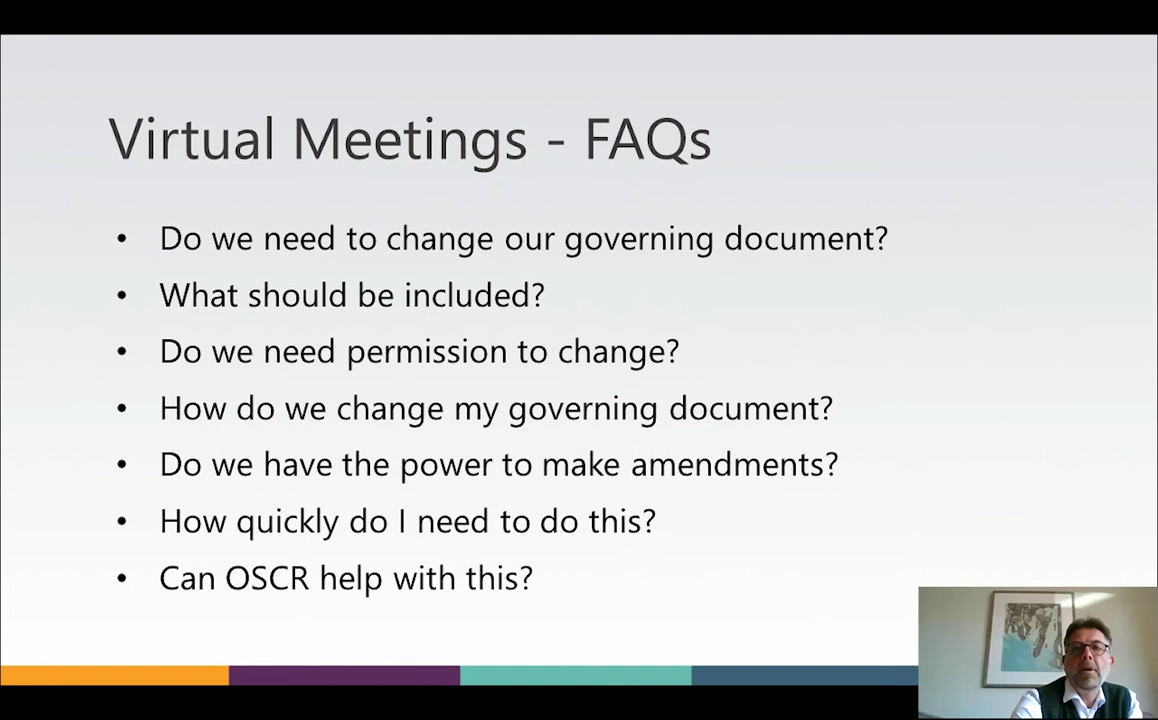 Virtual Meetings - FAQs
• Do we need to change our governing document?
• What should be included?
• Do we need permission to change?
• How do we change my governing document?
• Do we have the power to make amendments?
• How quickly do I need to do this?
• Can OSCR help with this?